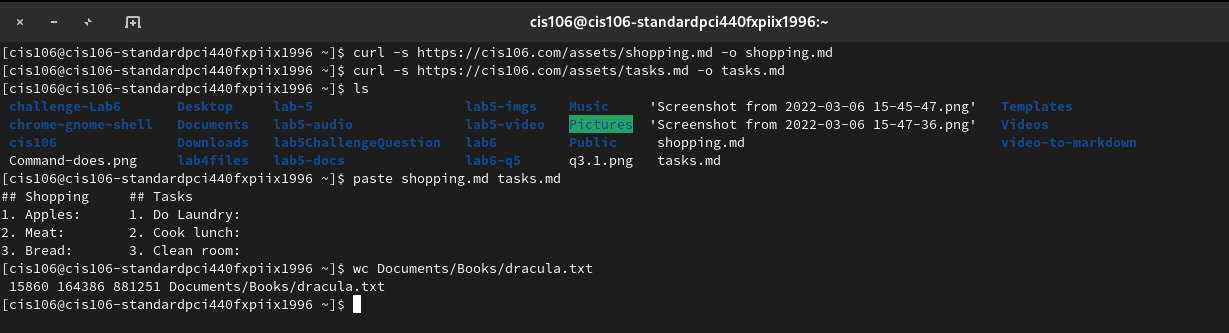 cis106@cis106-standardpci440fxpiix1996:~
[cis106@cis106-standardpci440fxpiix1996 ~]$ curl -s https://cis106.com/assets/shopping.md -o shopping.md
[cis106@cis106-standardpci440fxpiix1996 ~]$ curl -s https://cis106.com/assets/tasks.md -o tasks.md
[cis106@cis106-standardpci440fxpiix1996 ~]$ ls
challenge-Lab6 Desktop lab-5 lab5-imgs Music 'Screenshot from 2022-03-06 15-45-47.png' Templates
chrome-gnome-shell Documents lab5-audio lab5-video Pictures 'Screenshot from 2022-03-06 15-47-36.png' Videos
cis106 Downloads lab5ChallengeQuestion lab6 Public shopping.md video-to-markdown
Command-does.png lab4files lab5-docs lab6-q5 q3.1.png tasks.md
[cis106@cis106-standardpci440fxpiix1996 ~]$ paste shopping.md tasks.md
## Shopping ## Tasks
1. Apples: 1. Do Laundry:
2. Meat: 2. Cook lunch:
3. Bread: 3. Clean room:
[cis106@cis106-standardpci440fxpiix1996 ~]$ wc Documents/Books/dracula.txt
15860 164386 881251 Documents/Books/dracula.txt
[cis106@cis106-standardpci440fxpiix1996 ~]$